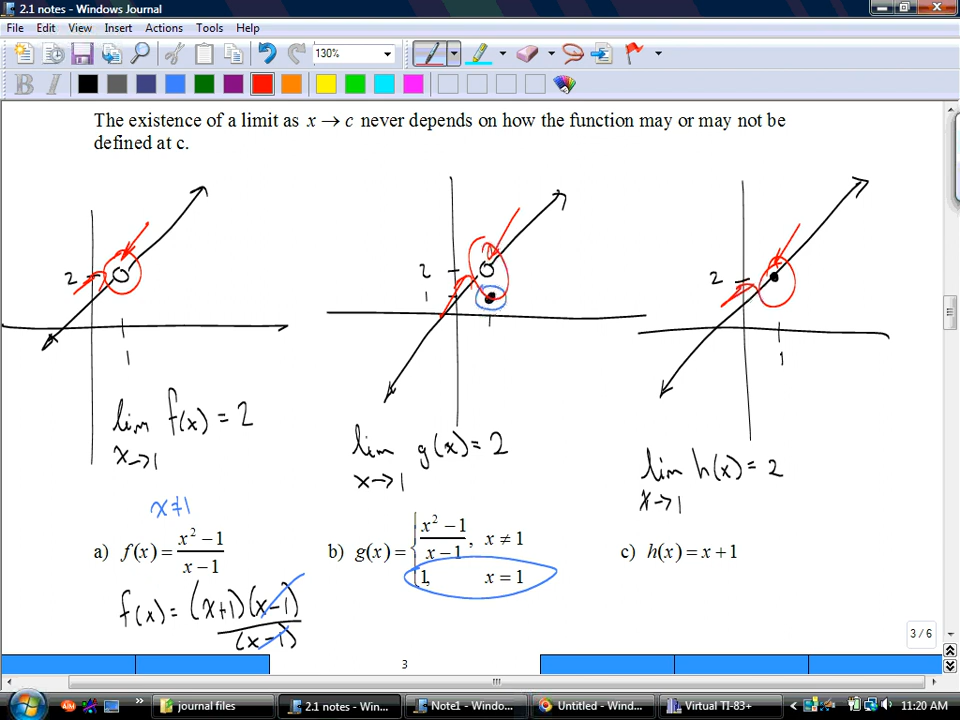 2.1 notes - Windows Journal
File Edit View Insert Actions Tools Help
130%
B I
The existence of a limit as x → c never depends on how the function may or may not be
defined at c.
2
1
2
1
2
1
lim f(x) = 2
x→1
lim g(x) = 2
x→1
lim h(x) = 2
x→1
x≠1
a) f(x) = x² − 1
x − 1
b) g(x) = { x² − 1
x − 1 , x ≠ 1
1, x = 1
c) h(x) = x + 1
f(x) = (x+1)(x−1)
(x−1)
3 / 6
3
journal files
2.1 notes - Win...
Note1 - Windo...
Untitled - Wind...
Virtual TI-83+
11:20 AM